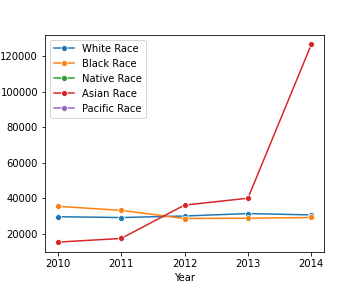 120000
100000
80000
60000
40000
20000
White Race
Black Race
Native Race
Asian Race
Pacific Race
2010 2011 2012 2013 2014
Year